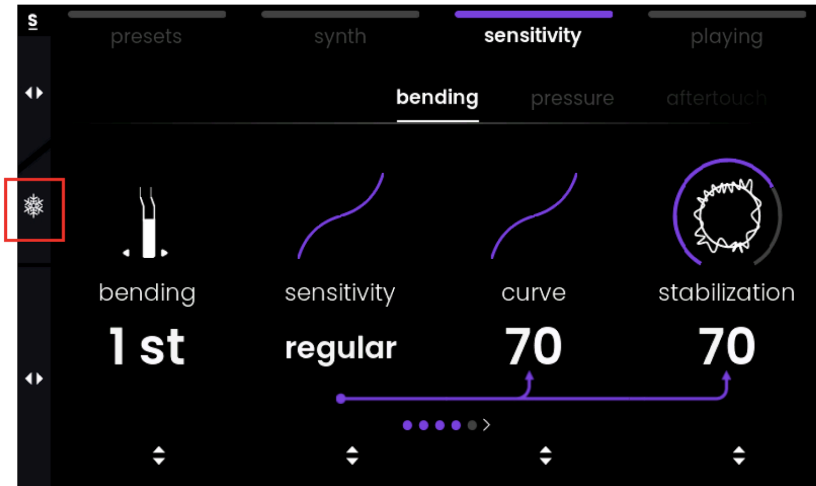 S
presets synth sensitivity playing
bending pressure aftertouch
bending sensitivity curve stabilization
1 st regular 70 70